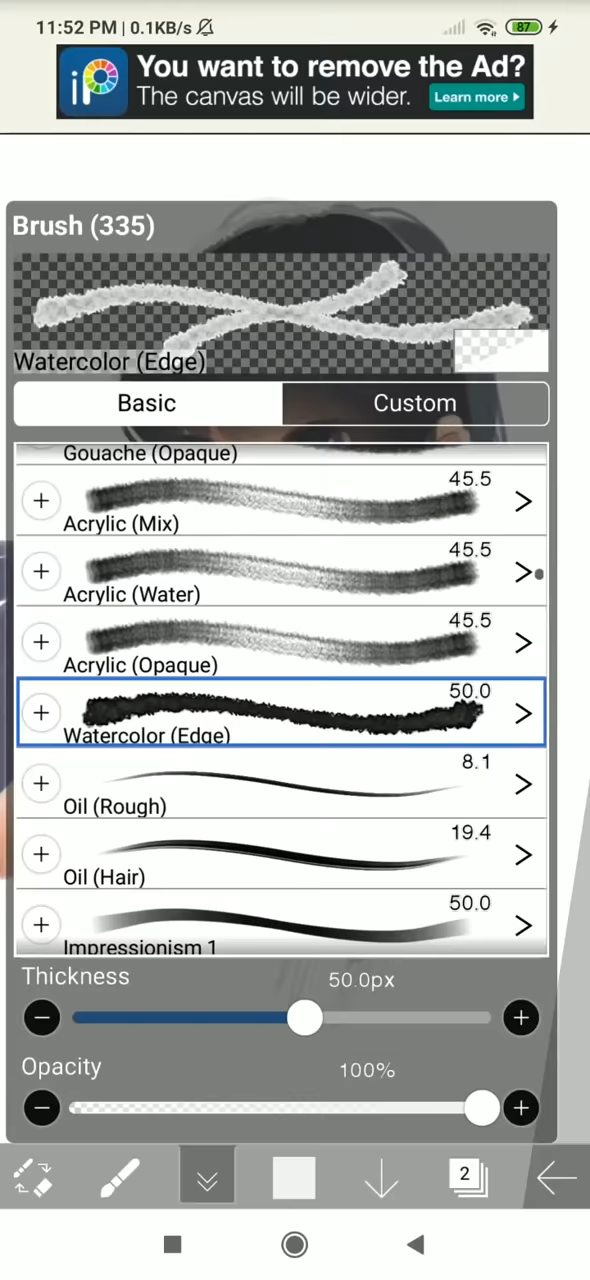 11:52 PM | 0.1KB/s
87
iP
You want to remove the Ad?
The canvas will be wider.
Learn more
Brush (335)
Watercolor (Edge)
Basic
Custom
Gouache (Opaque)
45.5
Acrylic (Mix)
45.5
Acrylic (Water)
45.5
Acrylic (Opaque)
50.0
Watercolor (Edge)
8.1
Oil (Rough)
19.4
Oil (Hair)
50.0
Impressionism 1
Thickness
50.0px
Opacity
100%
2